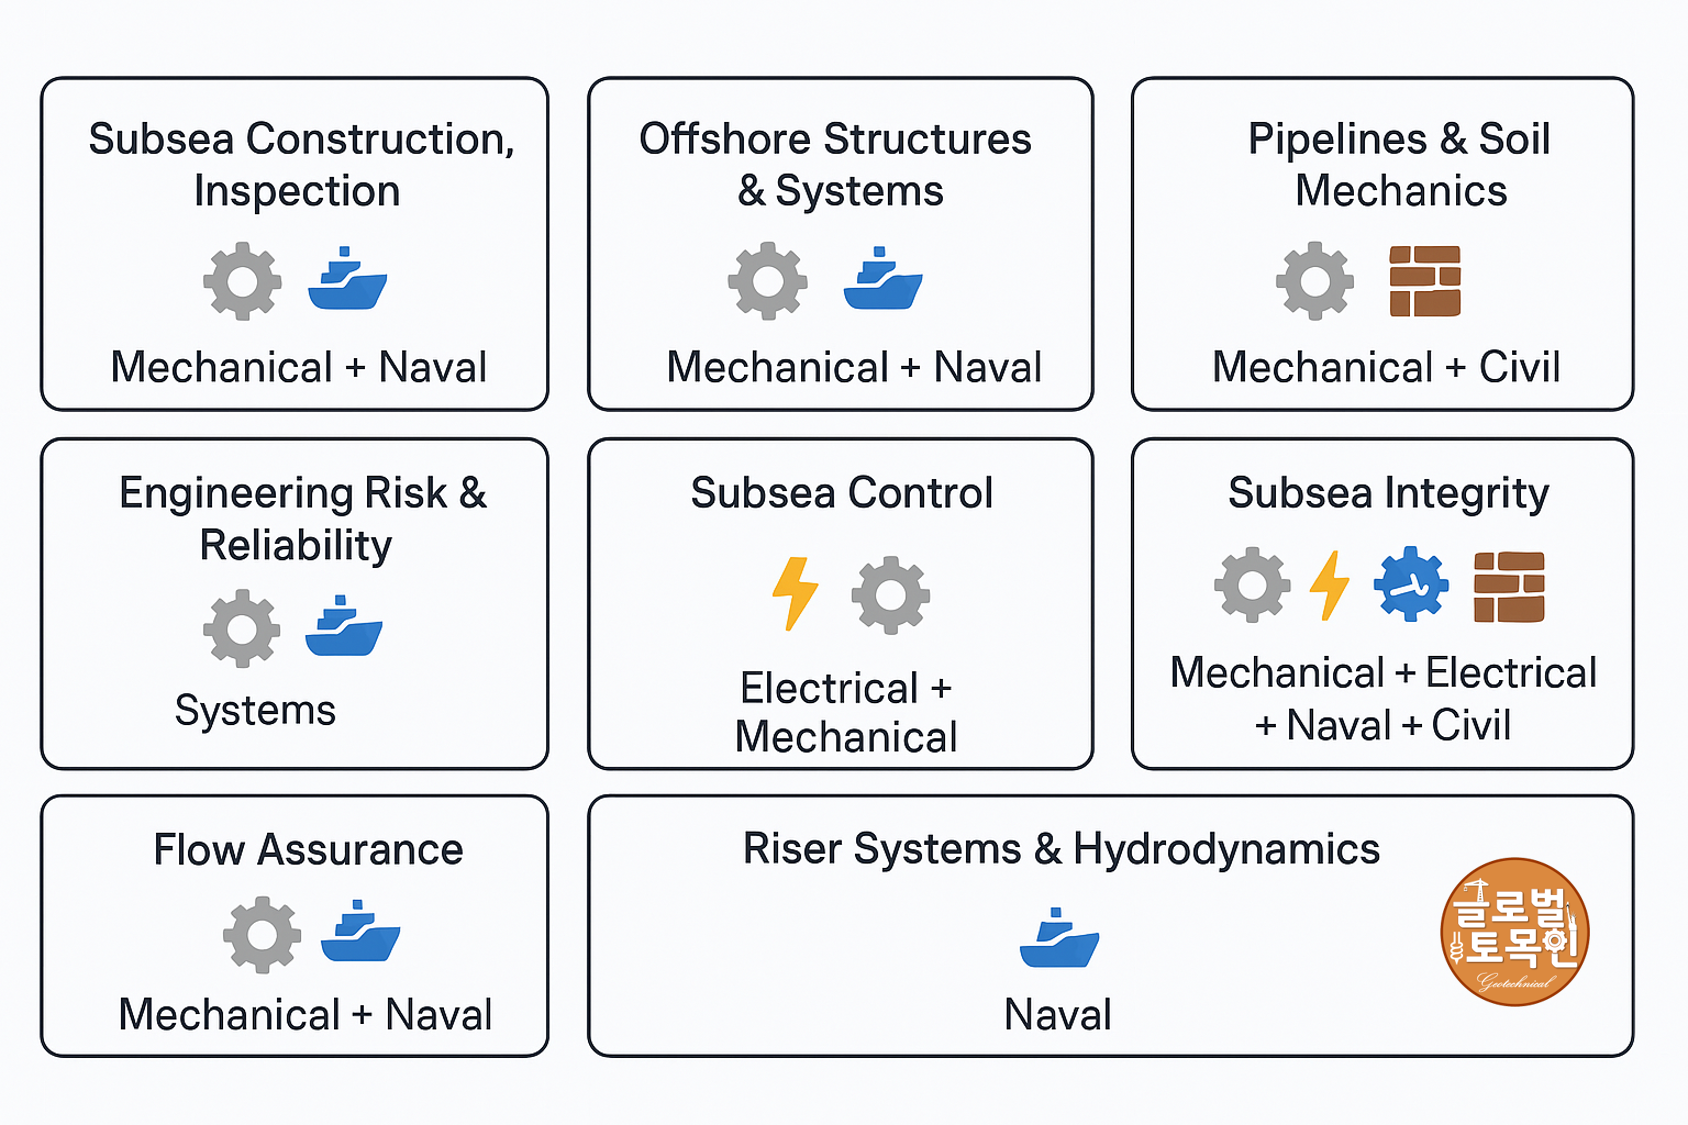 Subsea Construction,
Inspection
Mechanical + Naval
Offshore Structures
& Systems
Mechanical + Naval
Pipelines & Soil
Mechanics
Mechanical + Civil
Engineering Risk &
Reliability
Systems
Subsea Control
Electrical +
Mechanical
Subsea Integrity
Mechanical + Electrical
+ Naval + Civil
Flow Assurance
Mechanical + Naval
Riser Systems & Hydrodynamics
Naval
글로벌
토목인
Geotechnical